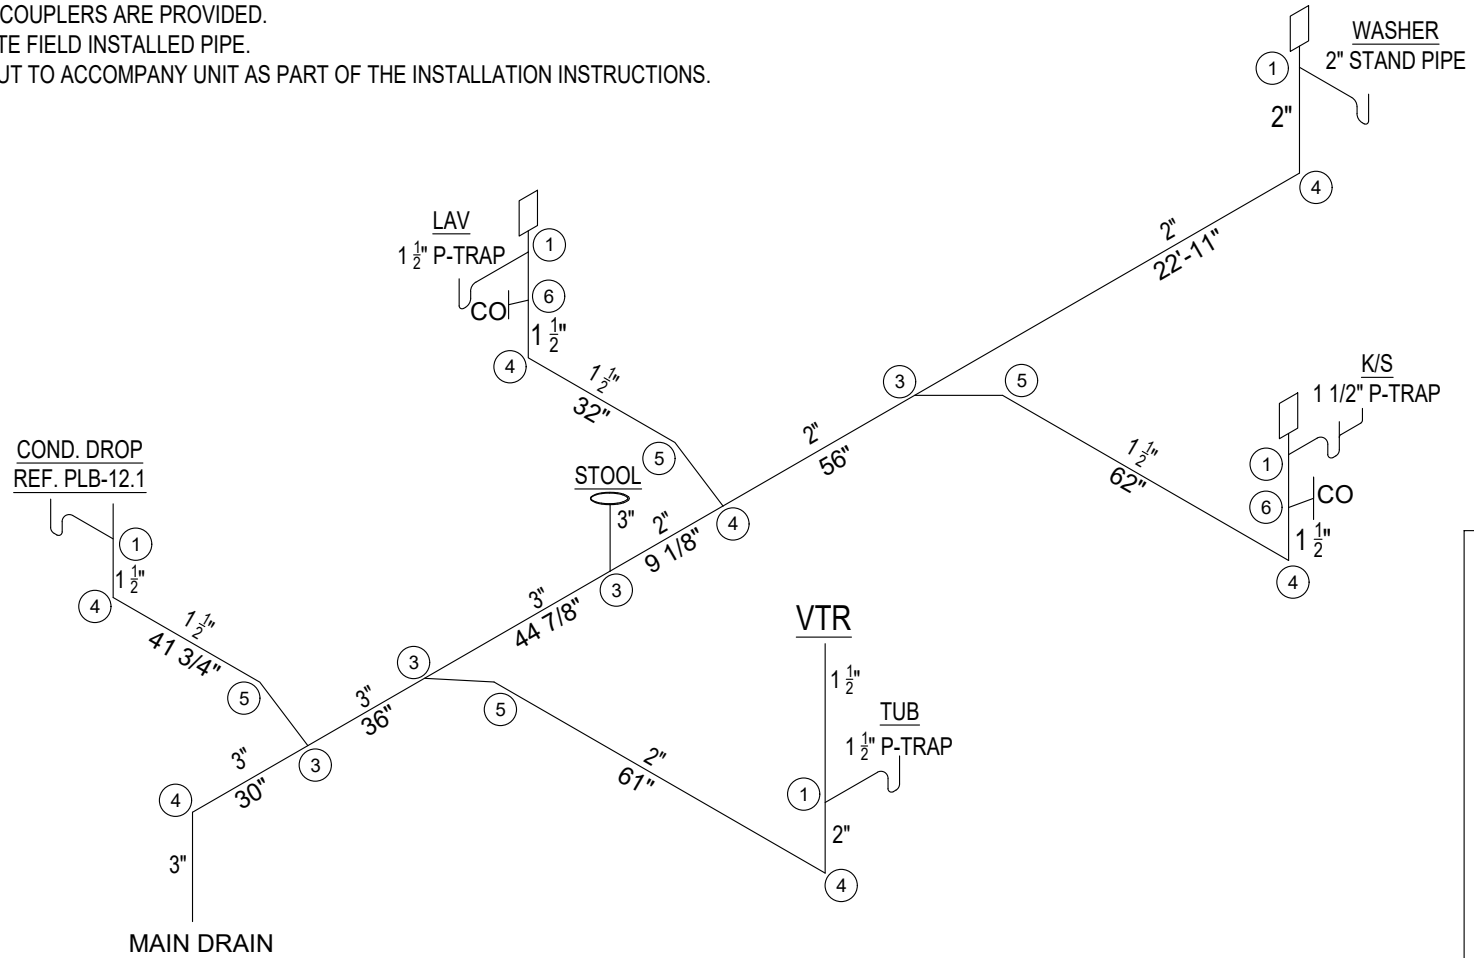 COUPLERS ARE PROVIDED.
TE FIELD INSTALLED PIPE.
UT TO ACCOMPANY UNIT AS PART OF THE INSTALLATION INSTRUCTIONS.
WASHER
2" STAND PIPE
1
2"
4
2"
22'-11"
LAV
1 1/2" P-TRAP
1
6
CO
1 1/2"
4
1 1/2"
32"
5
3
5
2"
56"
K/S
1 1/2" P-TRAP
1
6
CO
1 1/2"
4
1 1/2"
62"
COND. DROP
REF. PLB-12.1
1
1 1/2"
4
1 1/2"
41 3/4"
5
STOOL
3"
2"
9 1/8"
4
3
3"
44 7/8"
3
5
3"
36"
3
3"
30"
4
3"
MAIN DRAIN
VTR
1 1/2"
TUB
1 1/2" P-TRAP
1
2"
4
2"
61"